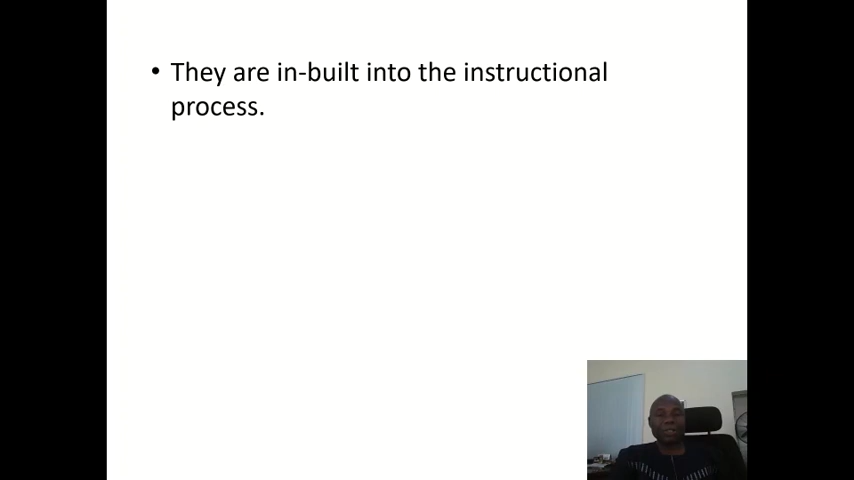 • They are in-built into the instructional
process.